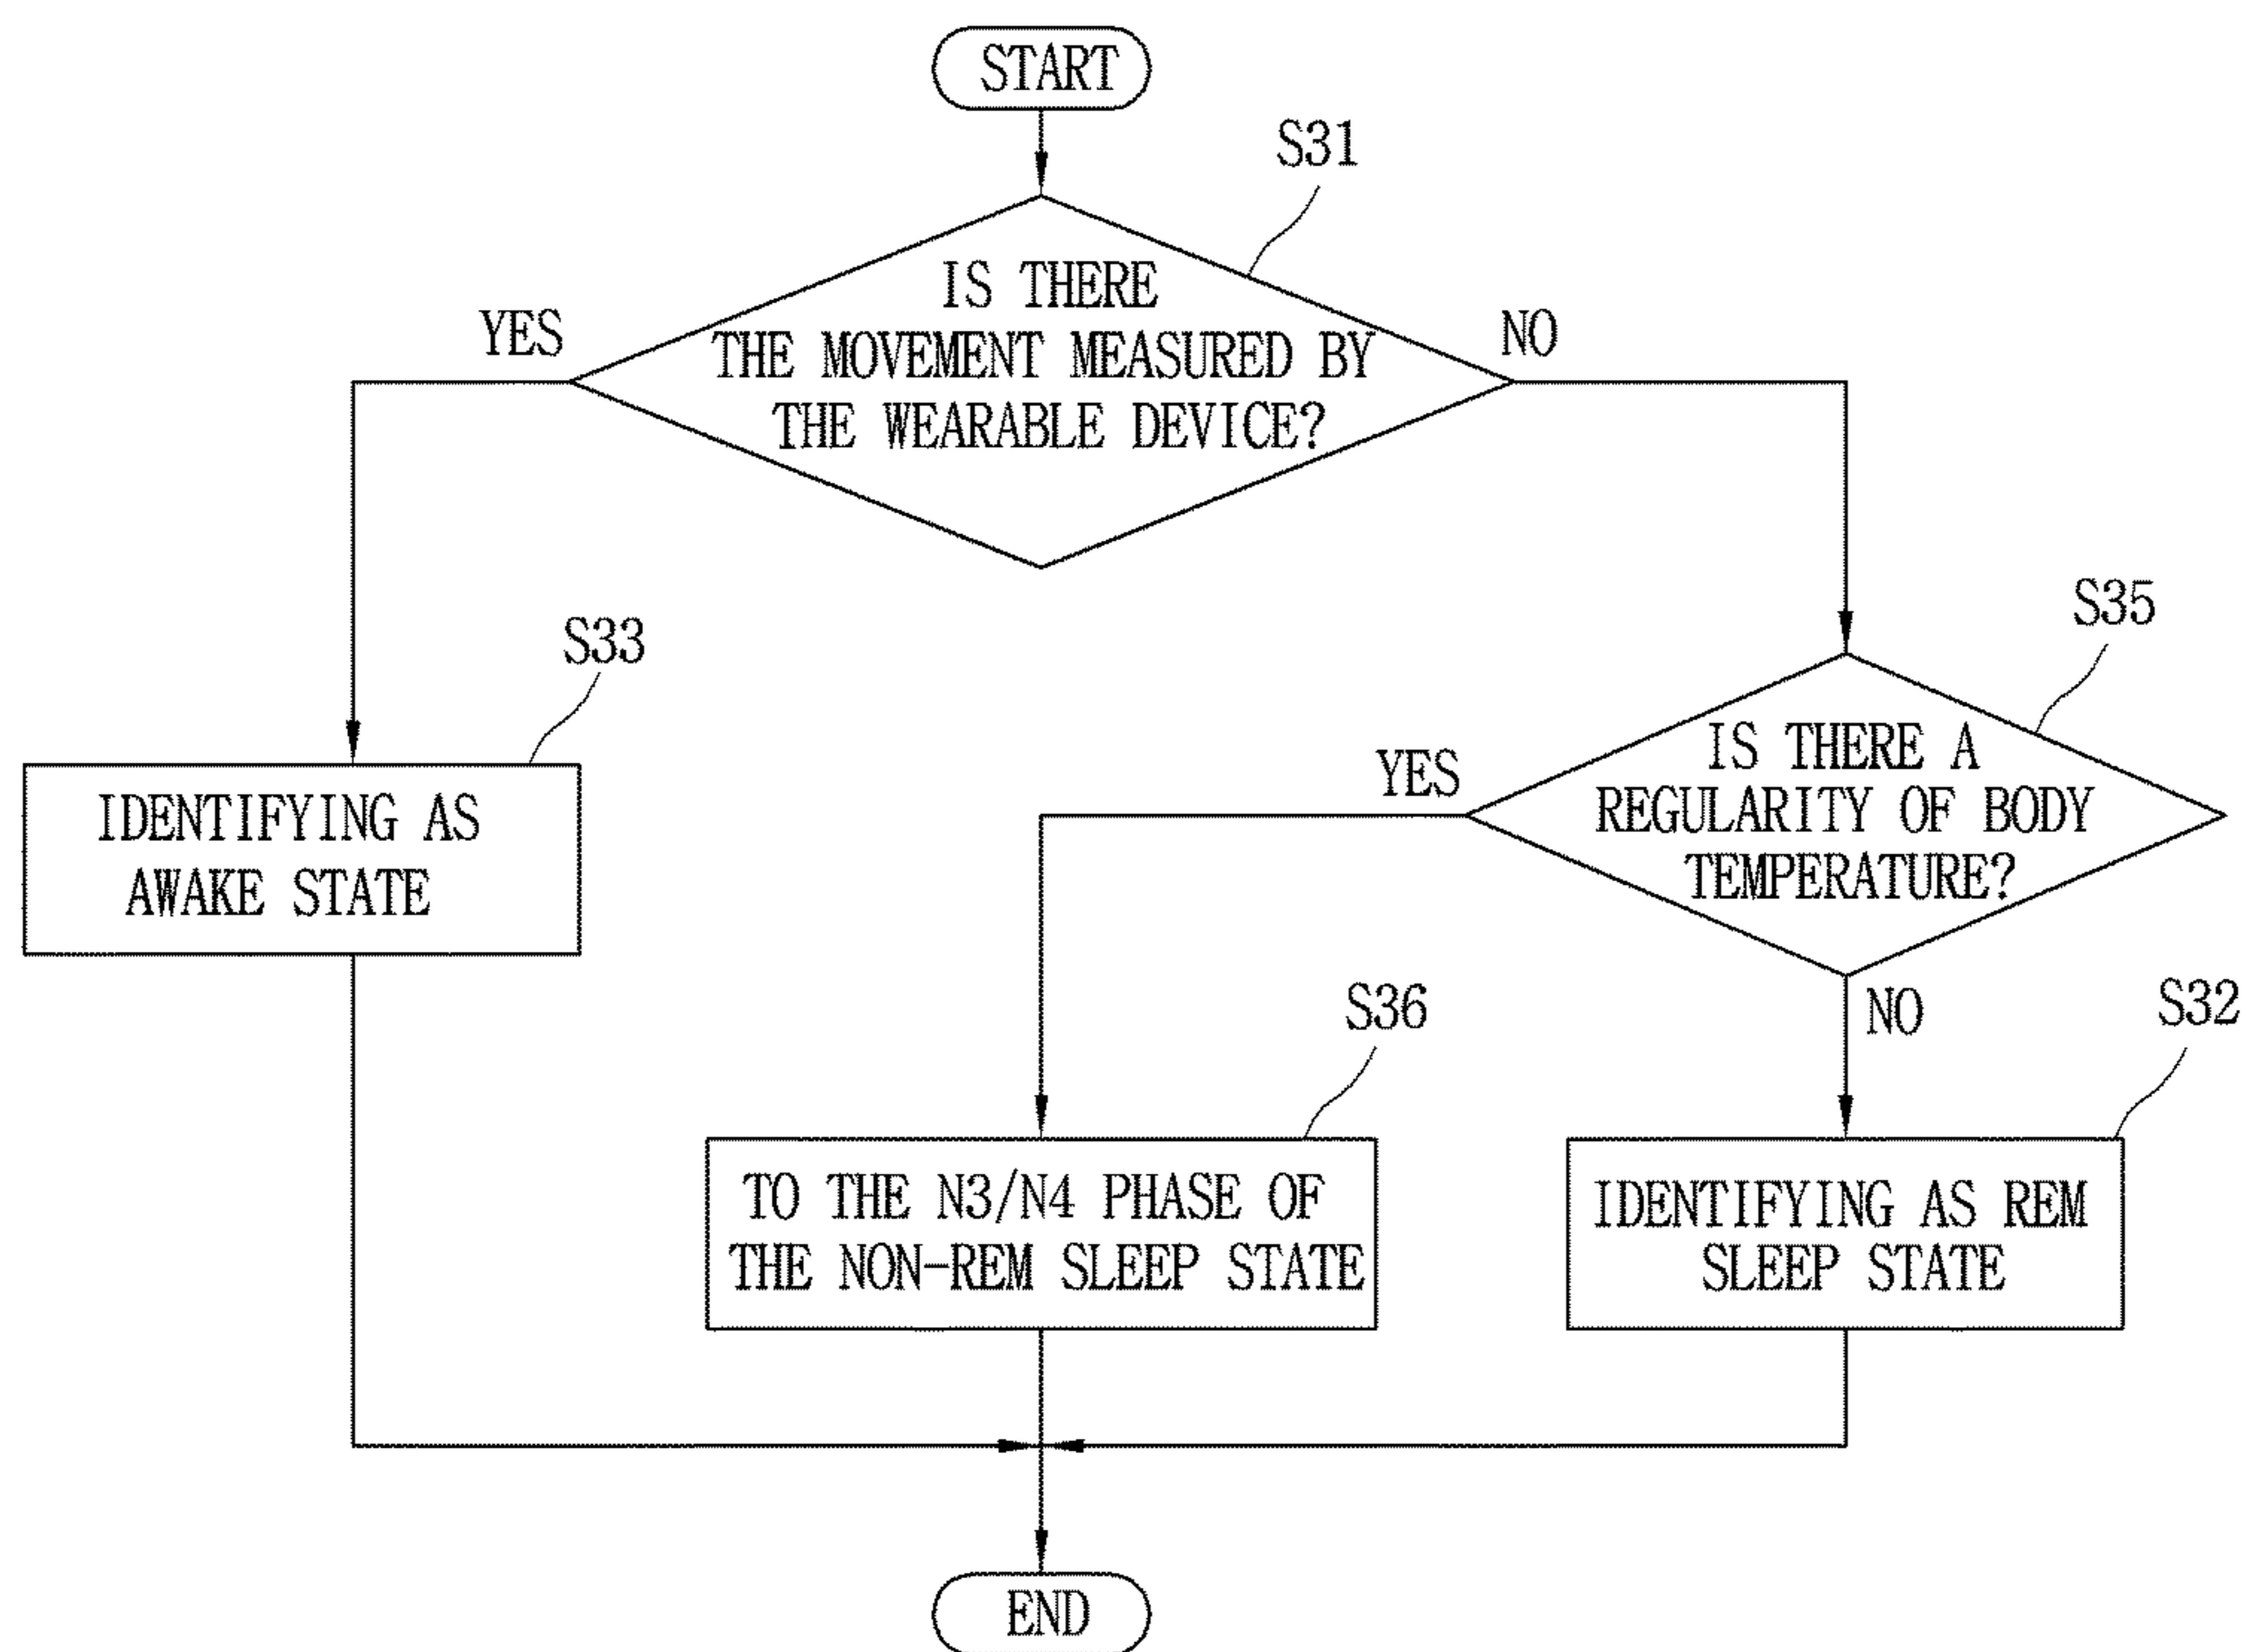 START
S31
IS THERE
THE MOVEMENT MEASURED BY
THE WEARABLE DEVICE?
YES
NO
S33
IDENTIFYING AS
AWAKE STATE
S35
IS THERE A
REGULARITY OF BODY
TEMPERATURE?
YES
NO
S36
TO THE N3/N4 PHASE OF
THE NON-REM SLEEP STATE
S32
IDENTIFYING AS REM
SLEEP STATE
END